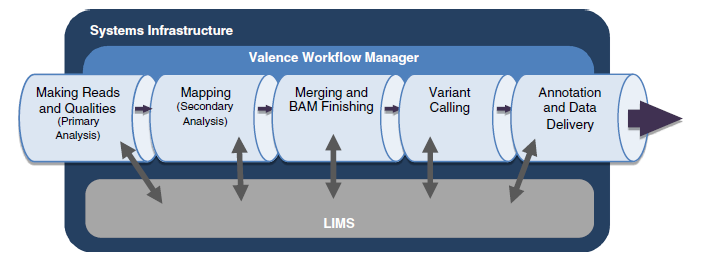 Systems Infrastructure
Valence Workflow Manager
Making Reads
and Qualities
(Primary
Analysis)
Mapping
(Secondary
Analysis)
Merging and
BAM Finishing
Variant
Calling
Annotation
and Data
Delivery
LIMS